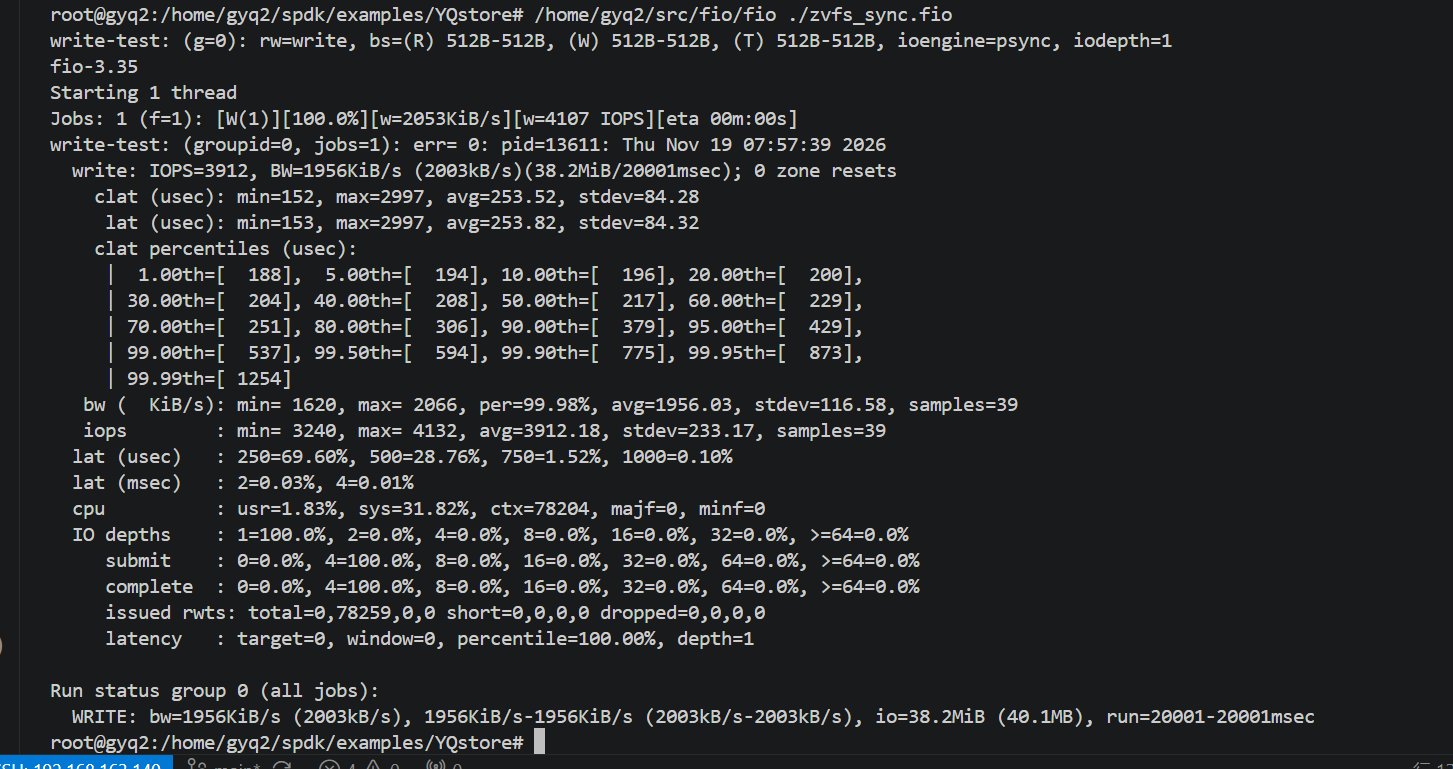 root@gyq2:/home/gyq2/spdk/examples/YQstore# /home/gyq2/src/fio/fio ./zvfs_sync.fio
write-test: (g=0): rw=write, bs=(R) 512B-512B, (W) 512B-512B, (T) 512B-512B, ioengine=psync, iodepth=1
fio-3.35
Starting 1 thread
Jobs: 1 (f=1): [W(1)][100.0%][w=2053KiB/s][w=4107 IOPS][eta 00m:00s]
write-test: (groupid=0, jobs=1): err= 0: pid=13611: Thu Nov 19 07:57:39 2026
  write: IOPS=3912, BW=1956KiB/s (2003kB/s)(38.2MiB/20001msec); 0 zone resets
    clat (usec): min=152, max=2997, avg=253.52, stdev=84.28
     lat (usec): min=153, max=2997, avg=253.82, stdev=84.32
    clat percentiles (usec):
     |  1.00th=[  188],  5.00th=[  194], 10.00th=[  196], 20.00th=[  200],
     | 30.00th=[  204], 40.00th=[  208], 50.00th=[  217], 60.00th=[  229],
     | 70.00th=[  251], 80.00th=[  306], 90.00th=[  379], 95.00th=[  429],
     | 99.00th=[  537], 99.50th=[  594], 99.90th=[  775], 99.95th=[  873],
     | 99.99th=[ 1254]
   bw (  KiB/s): min= 1620, max= 2066, per=99.98%, avg=1956.03, stdev=116.58, samples=39
   iops        : min= 3240, max= 4132, avg=3912.18, stdev=233.17, samples=39
  lat (usec)   : 250=69.60%, 500=28.76%, 750=1.52%, 1000=0.10%
  lat (msec)   : 2=0.03%, 4=0.01%
  cpu          : usr=1.83%, sys=31.82%, ctx=78204, majf=0, minf=0
  IO depths    : 1=100.0%, 2=0.0%, 4=0.0%, 8=0.0%, 16=0.0%, 32=0.0%, >=64=0.0%
     submit    : 0=0.0%, 4=100.0%, 8=0.0%, 16=0.0%, 32=0.0%, 64=0.0%, >=64=0.0%
     complete  : 0=0.0%, 4=100.0%, 8=0.0%, 16=0.0%, 32=0.0%, 64=0.0%, >=64=0.0%
     issued rwts: total=0,78259,0,0 short=0,0,0,0 dropped=0,0,0,0
     latency   : target=0, window=0, percentile=100.00%, depth=1
Run status group 0 (all jobs):
  WRITE: bw=1956KiB/s (2003kB/s), 1956KiB/s-1956KiB/s (2003kB/s-2003kB/s), io=38.2MiB (40.1MB), run=20001-20001msec
root@gyq2:/home/gyq2/spdk/examples/YQstore#